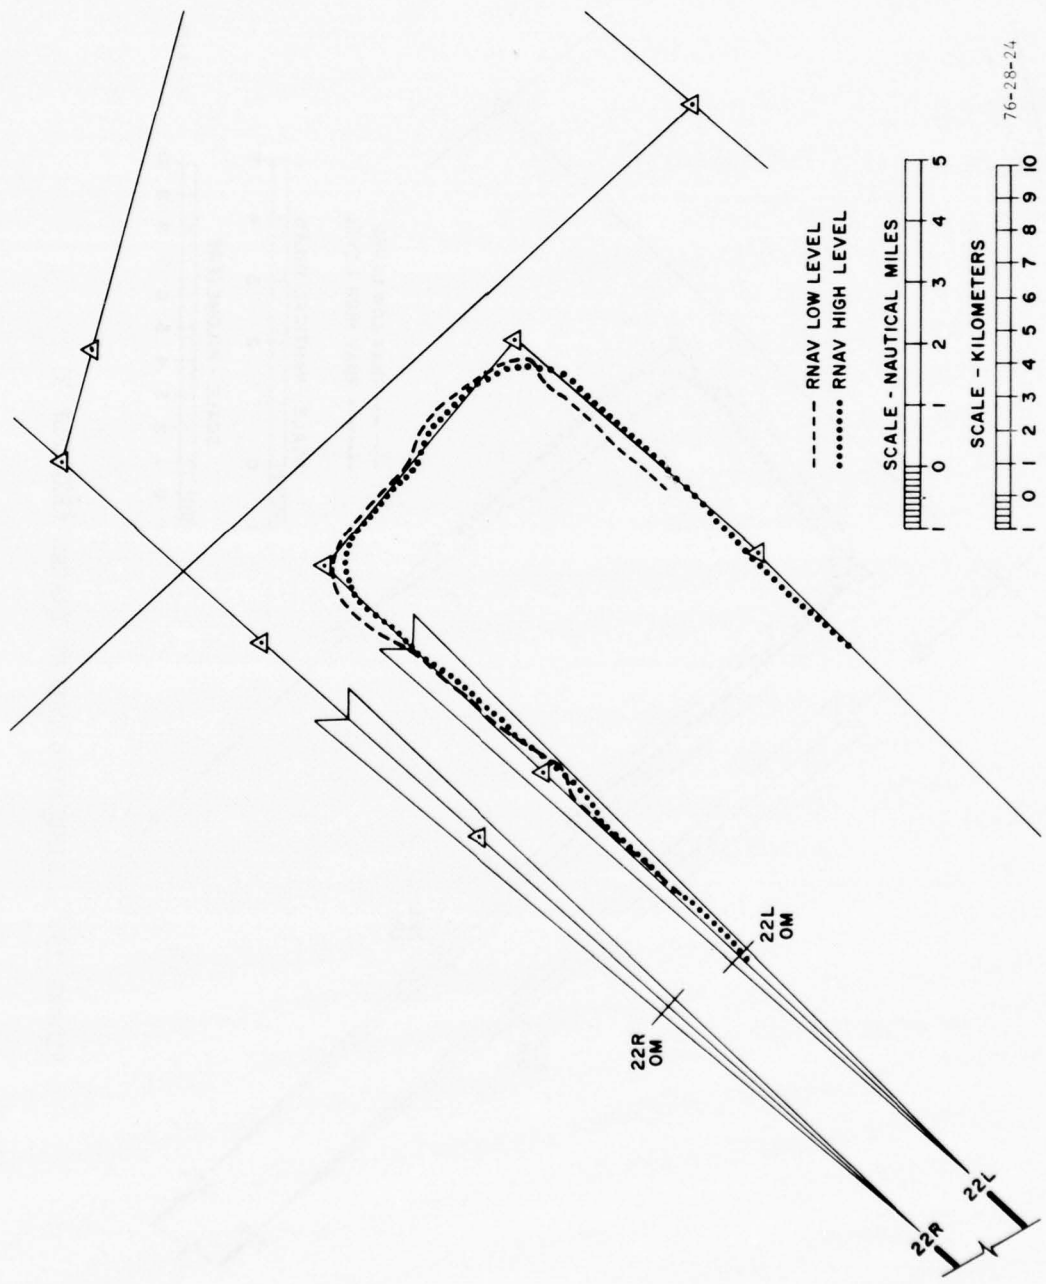 22R
OM
22L
OM
22R
22L
---- RNAV LOW LEVEL
•••••• RNAV HIGH LEVEL
SCALE - NAUTICAL MILES
1 0 1 2 3 4 5
SCALE - KILOMETERS
1 0 1 2 3 4 5 6 7 8 9 10
76-28-24